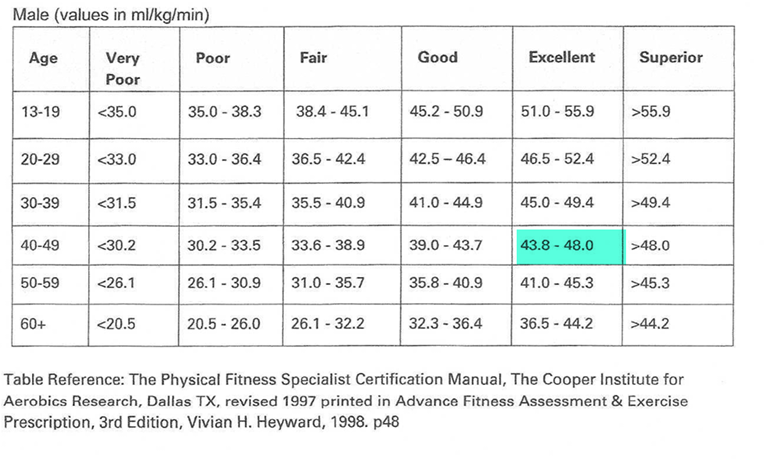 Male (values in ml/kg/min)
Age Very Poor Poor Fair Good Excellent Superior
13-19 <35.0 35.0 - 38.3 38.4 - 45.1 45.2 - 50.9 51.0 - 55.9 >55.9
20-29 <33.0 33.0 - 36.4 36.5 - 42.4 42.5 – 46.4 46.5 - 52.4 >52.4
30-39 <31.5 31.5 - 35.4 35.5 - 40.9 41.0 - 44.9 45.0 - 49.4 >49.4
40-49 <30.2 30.2 - 33.5 33.6 - 38.9 39.0 - 43.7 43.8 - 48.0 >48.0
50-59 <26.1 26.1 - 30.9 31.0 - 35.7 35.8 - 40.9 41.0 - 45.3 >45.3
60+ <20.5 20.5 - 26.0 26.1 - 32.2 32.3 - 36.4 36.5 - 44.2 >44.2
Table Reference: The Physical Fitness Specialist Certification Manual, The Cooper Institute for
Aerobics Research, Dallas TX, revised 1997 printed in Advance Fitness Assessment & Exercise
Prescription, 3rd Edition, Vivian H. Heyward, 1998. p48